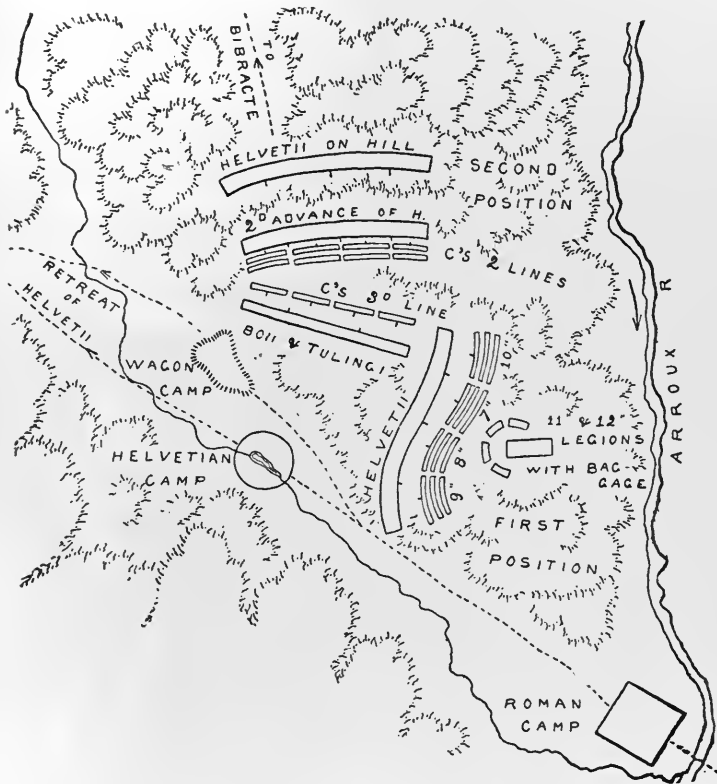 TO
BIBRACTE
HELVETII ON HILL
SECOND
POSITION
2D ADVANCE OF H.
C'S 2 LINES
C'S 3D LINE
BOII & TULINGI
RETREAT
OF
HELVETII
WAGON
CAMP
HELVETIAN
CAMP
HELVETII
10"
7"
8"
9"
11" & 12"
LEGIONS
WITH BAG-
GAGE
FIRST
POSITION
ARROUX R
ROMAN
CAMP